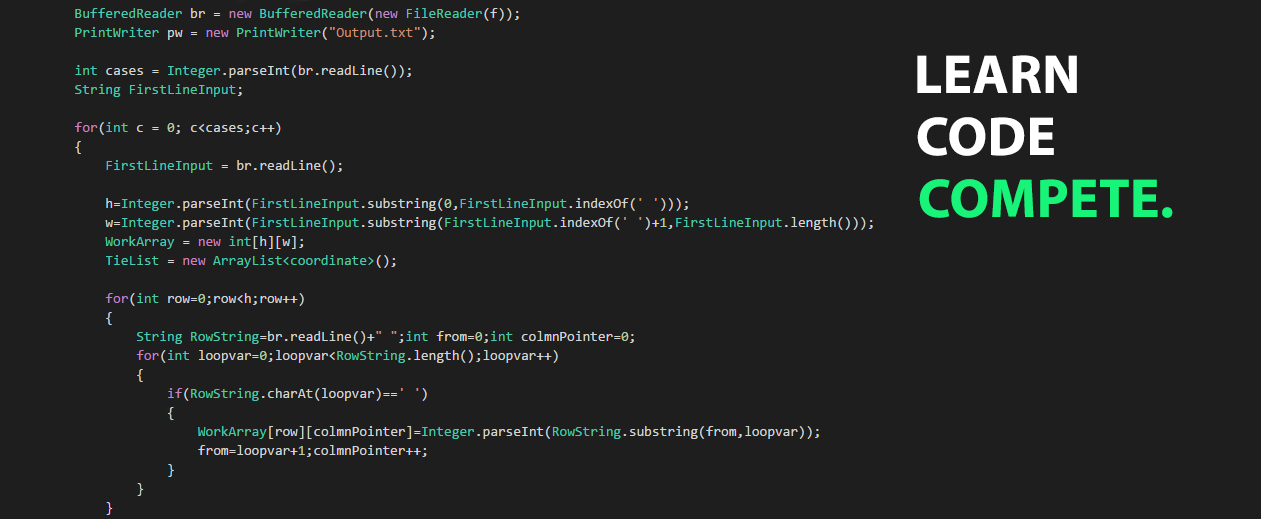 BufferedReader br = new BufferedReader(new FileReader(f));
PrintWriter pw = new PrintWriter("Output.txt");
int cases = Integer.parseInt(br.readLine());
String FirstLineInput;
for(int c = 0; c<cases;c++)
{
FirstLineInput = br.readLine();
h=Integer.parseInt(FirstLineInput.substring(0,FirstLineInput.indexOf(' ')));
w=Integer.parseInt(FirstLineInput.substring(FirstLineInput.indexOf(' ')+1,FirstLineInput.length()));
WorkArray = new int[h][w];
TieList = new ArrayList<coordinate>();
for(int row=0;row<h;row++)
{
String RowString=br.readLine()+" ";int from=0;int colmnPointer=0;
for(int loopvar=0;loopvar<RowString.length();loopvar++)
{
if(RowString.charAt(loopvar)==' ')
{
WorkArray[row][colmnPointer]=Integer.parseInt(RowString.substring(from,loopvar));
from=loopvar+1;colmnPointer++;
}
}
}
LEARN
CODE
COMPETE.